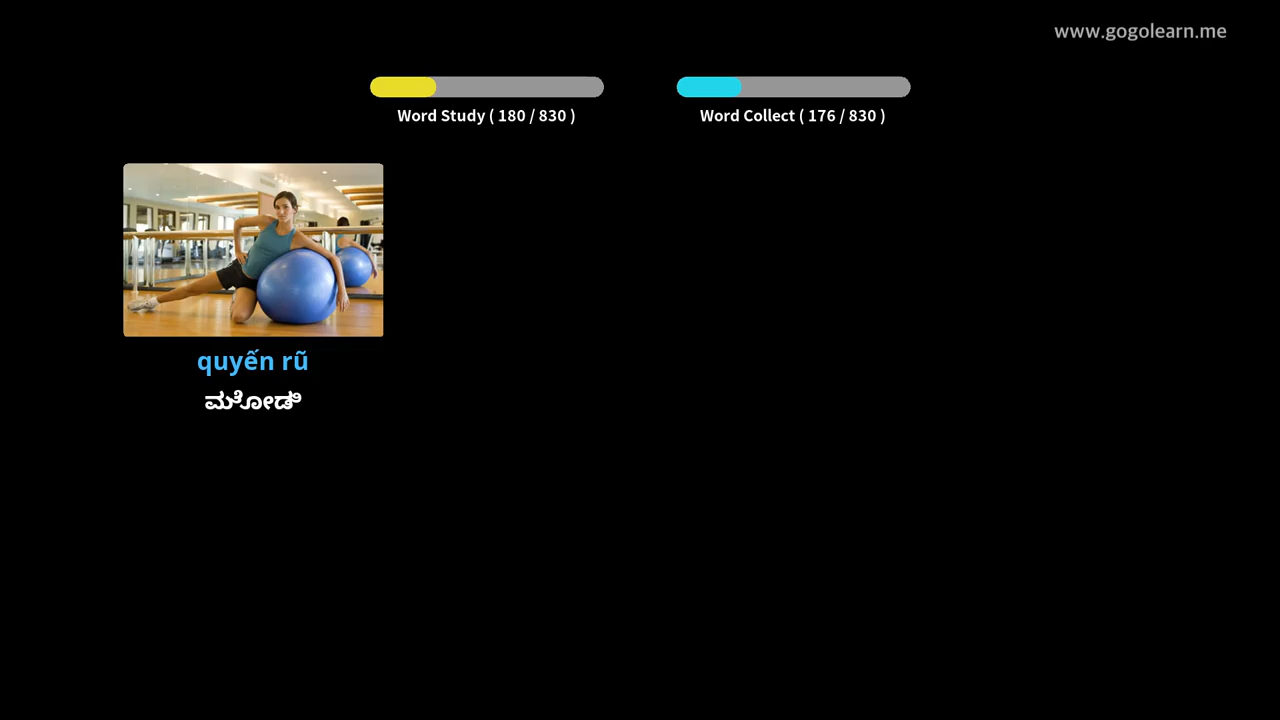 www.gogolearn.me
Word Study ( 180 / 830 )
Word Collect ( 176 / 830 )
quyến rũ
ಮೋಡಿ